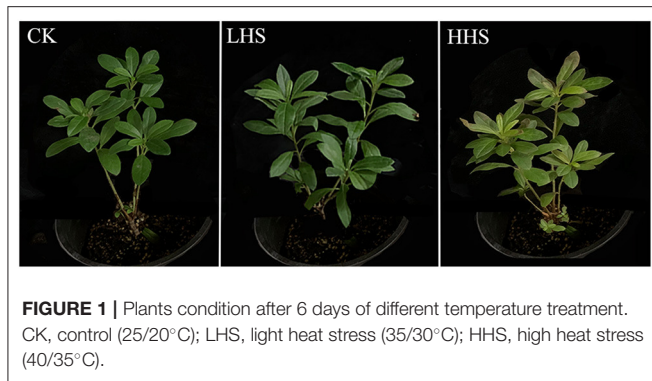 CK LHS HHS
FIGURE 1 | Plants condition after 6 days of different temperature treatment.
CK, control (25/20°C); LHS, light heat stress (35/30°C); HHS, high heat stress
(40/35°C).